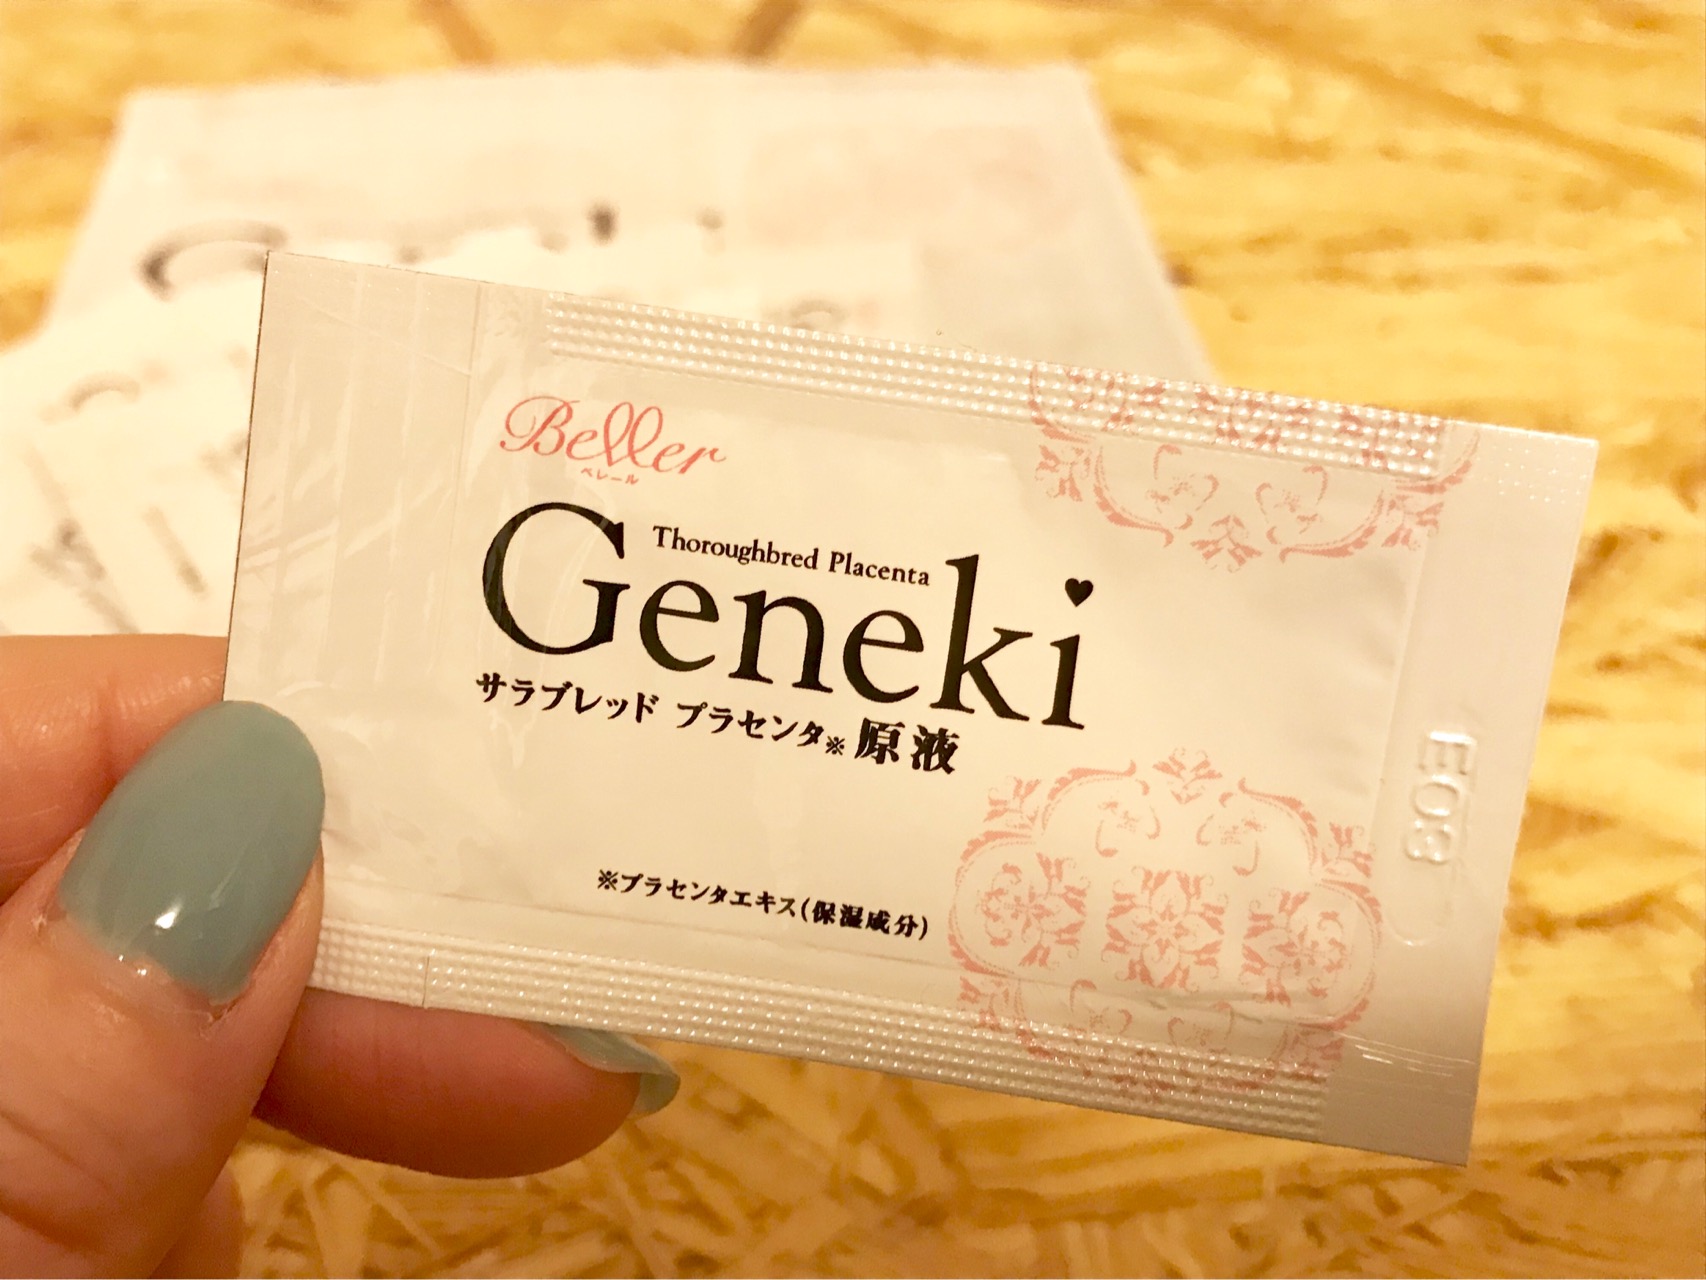 Beller
ベレール
Thoroughbred Placenta
Geneki
サラブレッド プラセンタ※原液
※プラセンタエキス(保湿成分)
E03